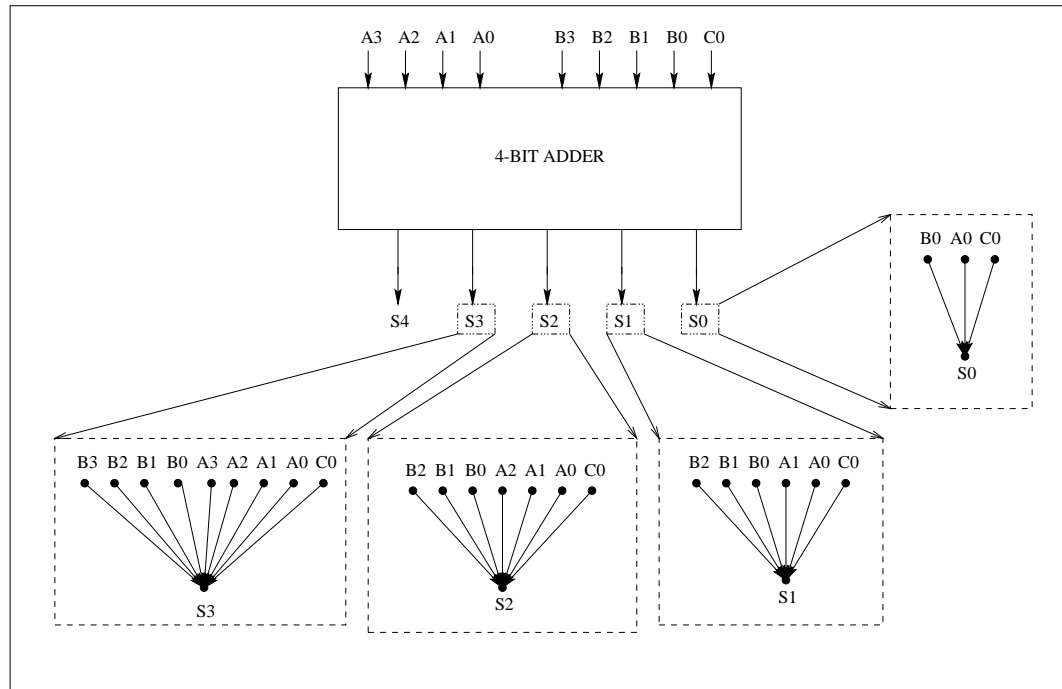 A3 A2 A1 A0 B3 B2 B1 B0 C0
4-BIT ADDER
B0 A0 C0
S4 S3 S2 S1 S0
S0
B3 B2 B1 B0 A3 A2 A1 A0 C0
B2 B1 B0 A2 A1 A0 C0
B2 B1 B0 A1 A0 C0
S3
S2
S1